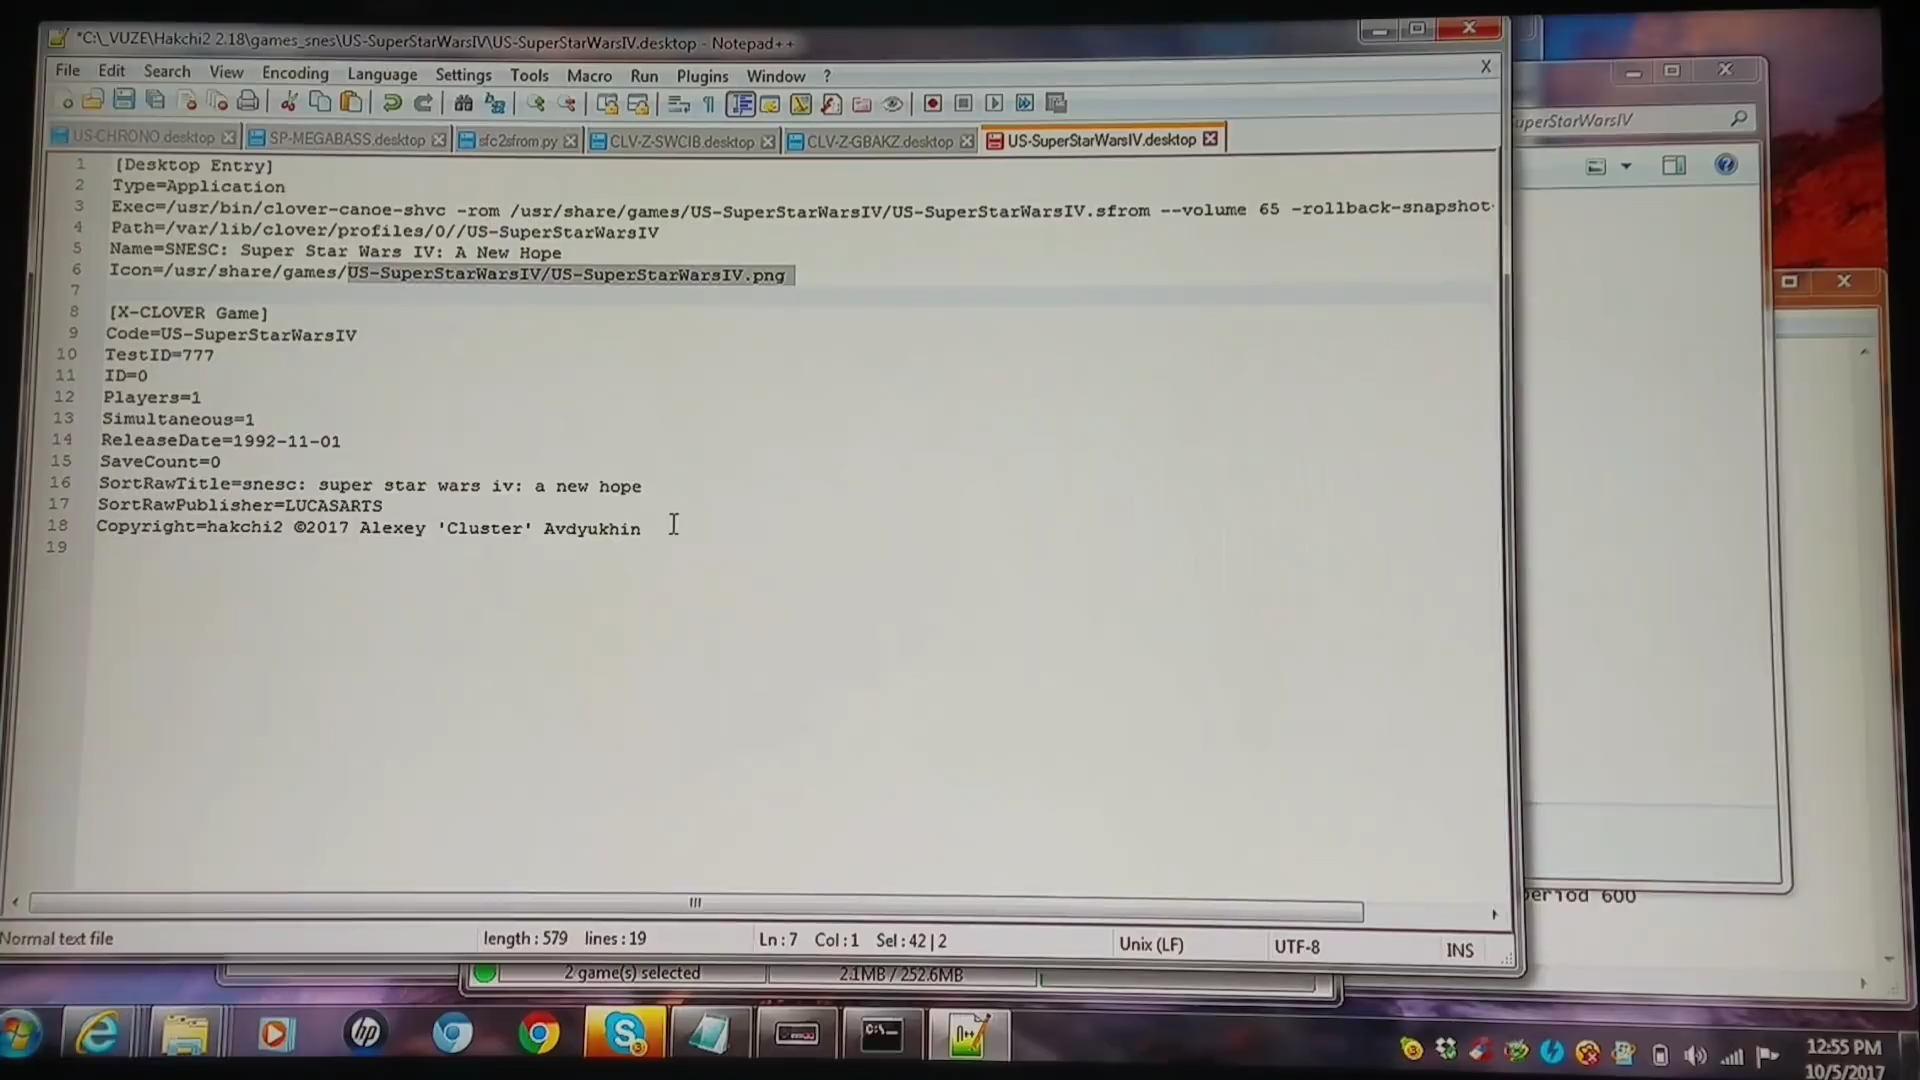 *C:\_VUZE\Hakchi2 2.18\games_snes\US-SuperStarWarsIV\US-SuperStarWarsIV.desktop - Notepad++
File Edit Search View Encoding Language Settings Tools Macro Run Plugins Window ?
X
US-CHRONO.desktop SP-MEGABASS.desktop sfc2sfrom.py CLV-Z-SWCIB.desktop CLV-Z-GBAKZ.desktop US-SuperStarWarsIV.desktop
uperStarWarsIV
1 [Desktop Entry]
2 Type=Application
3 Exec=/usr/bin/clover-canoe-shvc -rom /usr/share/games/US-SuperStarWarsIV/US-SuperStarWarsIV.sfrom --volume 65 -rollback-snapshot-
4 Path=/var/lib/clover/profiles/0//US-SuperStarWarsIV
5 Name=SNESC: Super Star Wars IV: A New Hope
6 Icon=/usr/share/games/US-SuperStarWarsIV/US-SuperStarWarsIV.png
7
8 [X-CLOVER Game]
9 Code=US-SuperStarWarsIV
10 TestID=777
11 ID=0
12 Players=1
13 Simultaneous=1
14 ReleaseDate=1992-11-01
15 SaveCount=0
16 SortRawTitle=snesc: super star wars iv: a new hope
17 SortRawPublisher=LUCASARTS
18 Copyright=hakchi2 ©2017 Alexey 'Cluster' Avdyukhin
19
period 600
Normal text file length : 579 lines : 19 Ln : 7 Col : 1 Sel : 42 | 2 Unix (LF) UTF-8 INS
2 game(s) selected 2.1MB / 252.6MB
hp
12:55 PM
10/5/2017